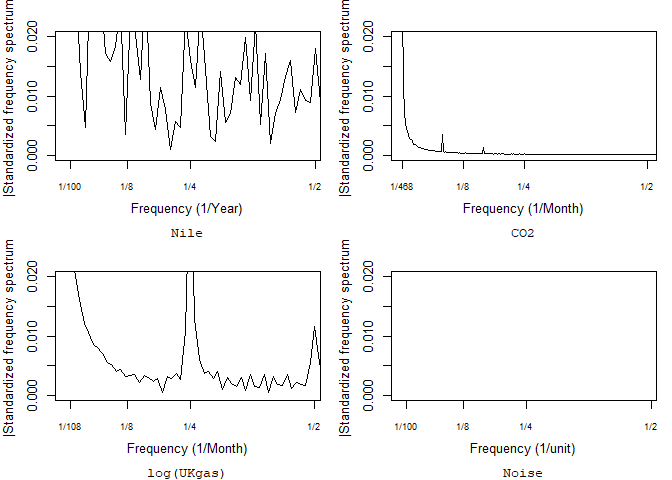 |Standardized frequency spectrum
0.020
0.010
0.000
1/100 1/8 1/4 1/2
Frequency (1/Year)
Nile
|Standardized frequency spectrum
0.020
0.010
0.000
1/468 1/8 1/4
Frequency (1/Month)
CO2
|Standardized frequency spectrum
0.020
0.010
0.000
1/108 1/8 1/4 1/2
Frequency (1/Month)
log(UKgas)
|Standardized frequency spectrum
0.020
0.010
0.000
1/100 1/8 1/4 1/2
Frequency (1/unit)
Noise